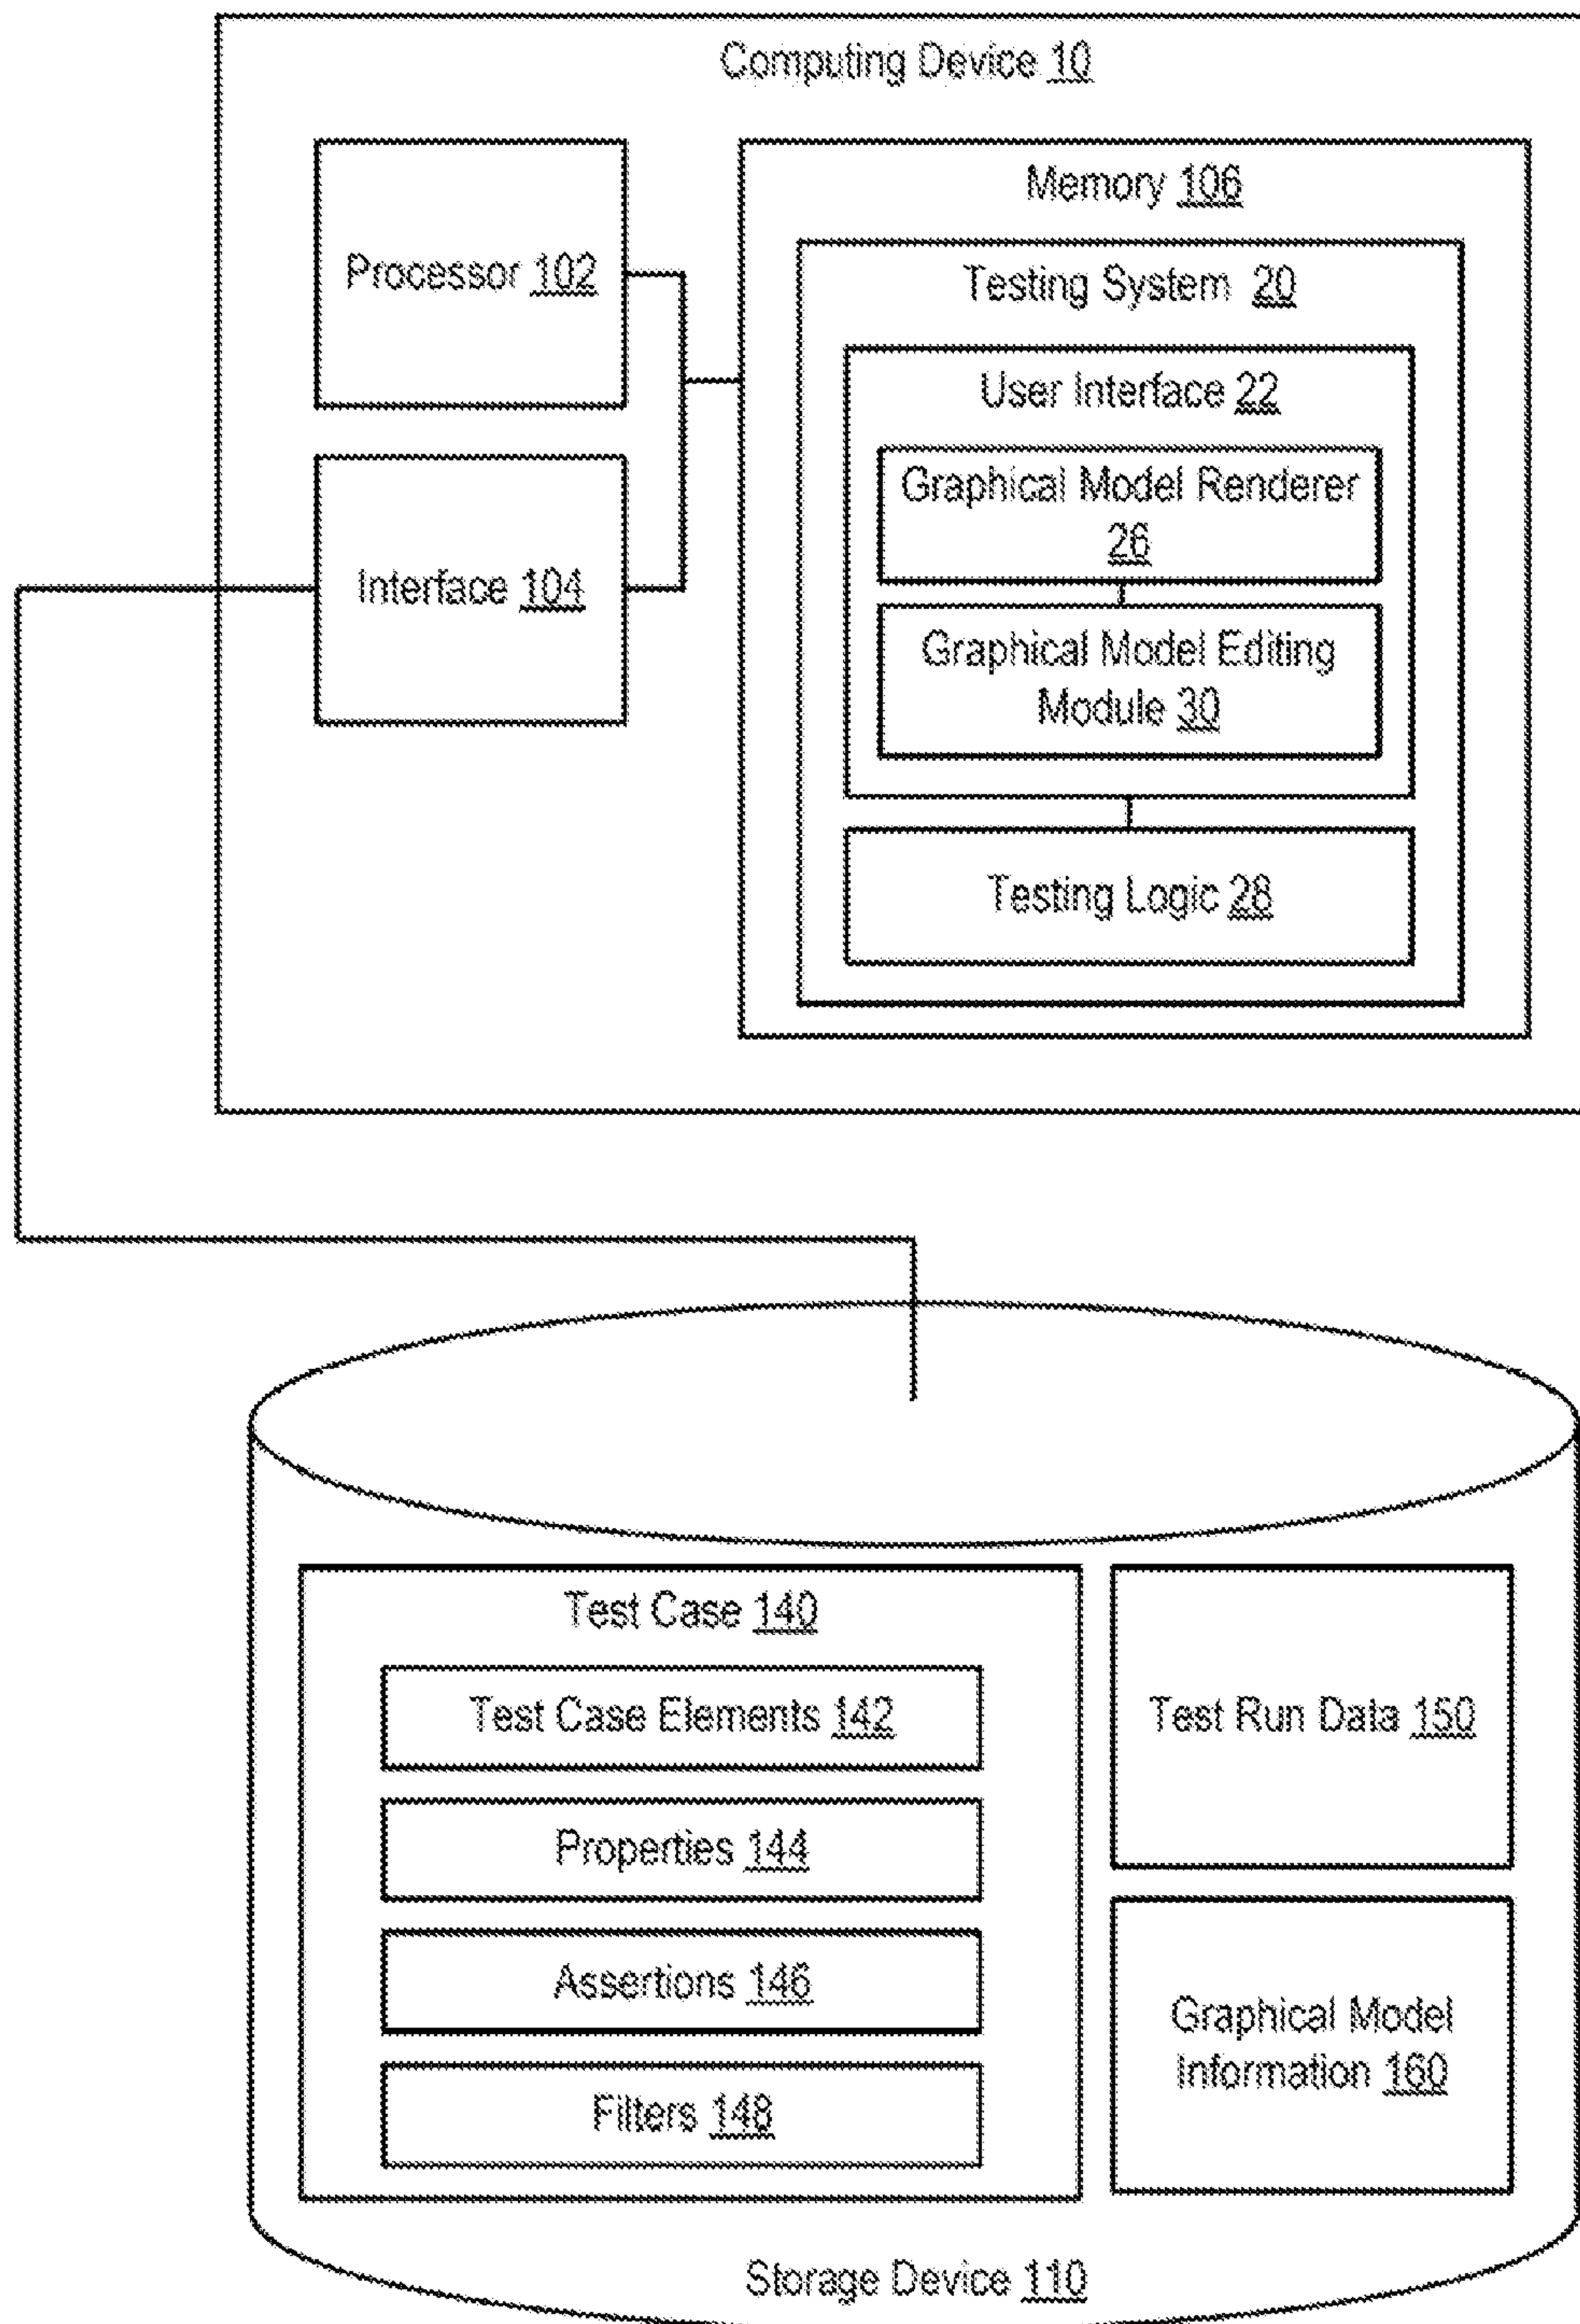 Computing Device 10
Processor 102
Interface 104
Memory 106
Testing System 20
User Interface 22
Graphical Model Renderer
26
Graphical Model Editing
Module 30
Testing Logic 28
Test Case 140
Test Case Elements 142
Properties 144
Assertions 146
Filters 148
Test Run Data 150
Graphical Model
Information 160
Storage Device 110